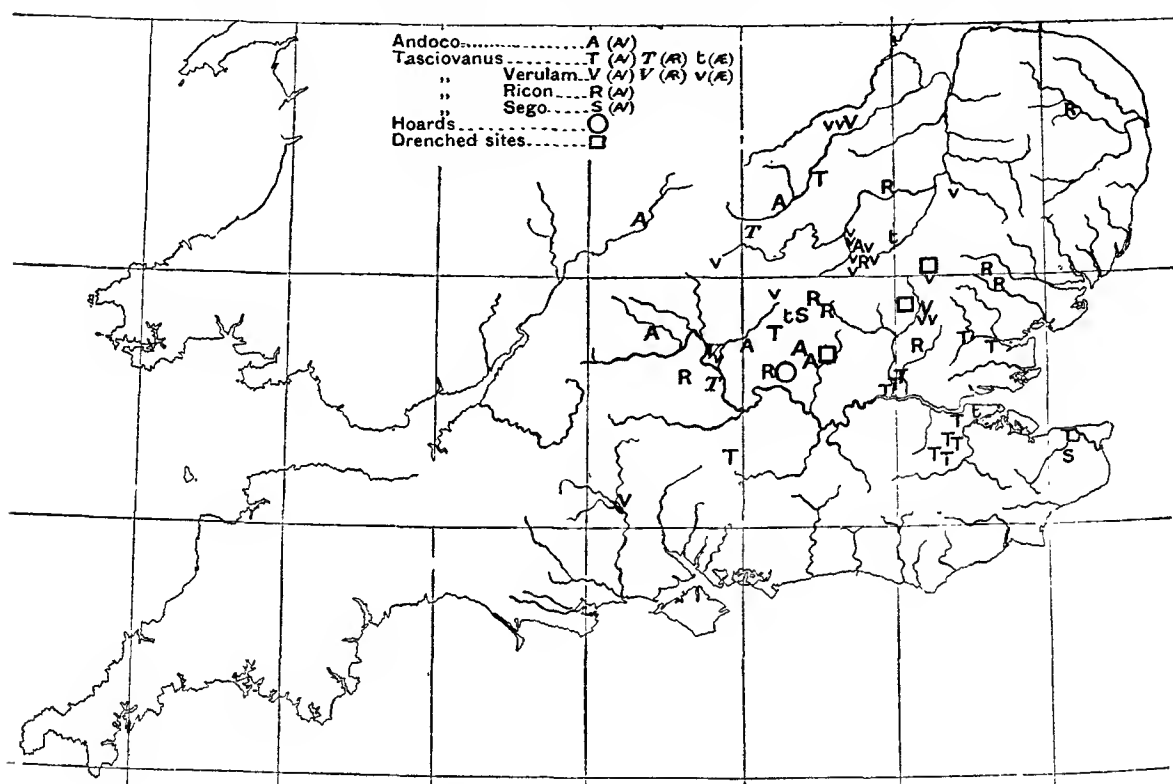 Andoco................A (AV)
Tasciovanus........T (AV) T (AR) t (Æ)
„ Verulam..V (AV) V (AR) v (Æ)
„ Ricon......R (AV)
„ Sego......S (AV)
Hoards................
Drenched sites......
R
v v V
T
A
R
v
T
v
A v
t
v R v
v
v
A
v
R
R
v
t S
R
R
V
v v
T
A
A
R
T
T
A
A
R
R
T
T T
T
t
T
T T
T T
S
T
V